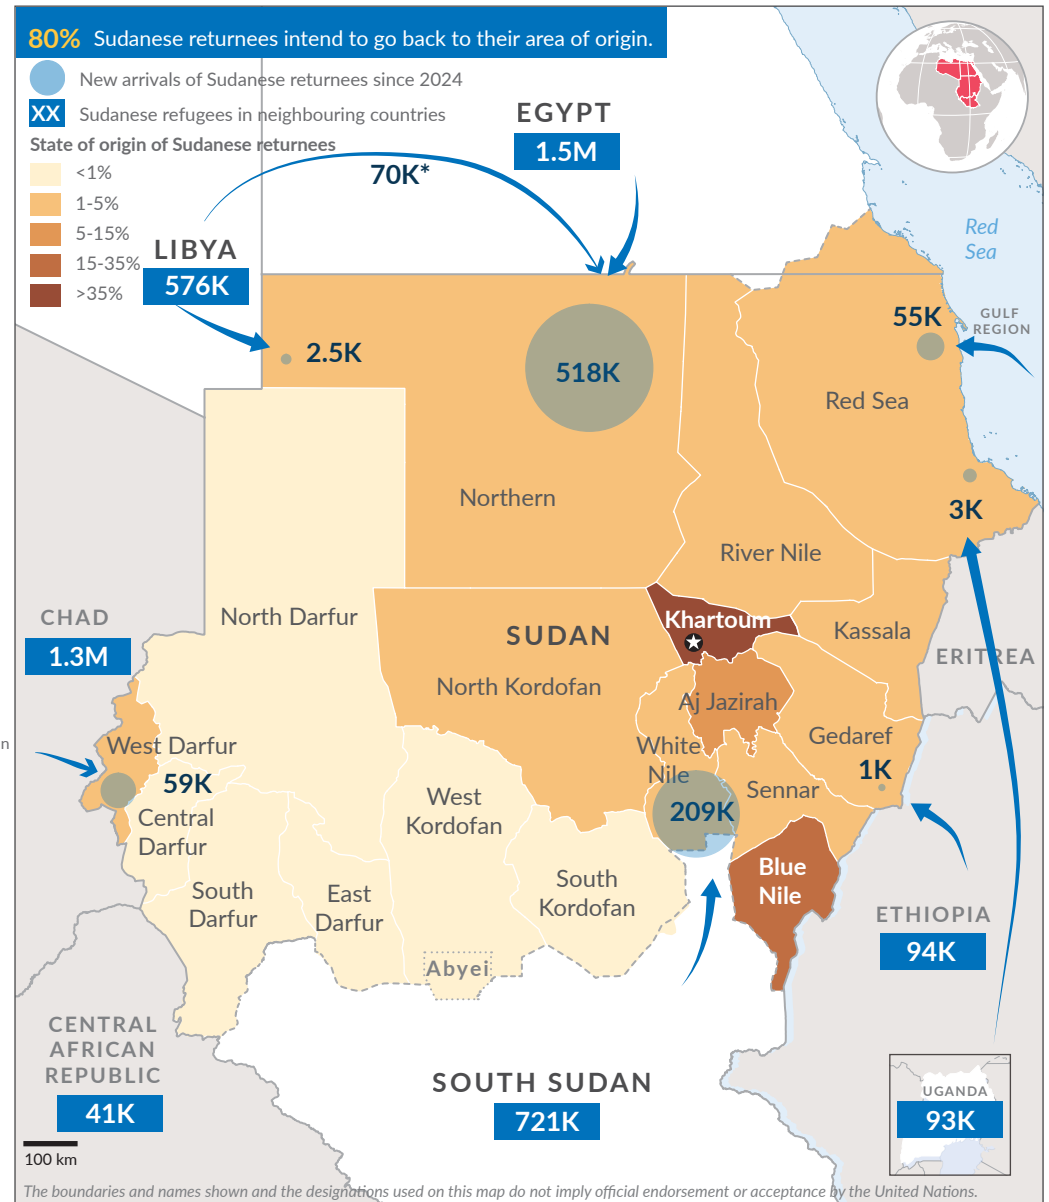 80% Sudanese returnees intend to go back to their area of origin.
New arrivals of Sudanese returnees since 2024
XX Sudanese refugees in neighbouring countries
State of origin of Sudanese returnees
<1%
1-5%
5-15%
15-35%
>35%
EGYPT
1.5M
70K*
LIBYA
576K
Red
Sea
GULF
REGION
55K
2.5K
518K
Red Sea
Northern
3K
River Nile
CHAD
1.3M
North Darfur
SUDAN
Khartoum
Kassala
ERITREA
North Kordofan
Aj Jazirah
n
West Darfur
White
Nile
Gedaref
1K
59K
Sennar
209K
Central
Darfur
West
Kordofan
South
Darfur
East
Darfur
South
Kordofan
Blue
Nile
ETHIOPIA
94K
Abyei
CENTRAL
AFRICAN
REPUBLIC
41K
SOUTH SUDAN
721K
UGANDA
93K
100 km
The boundaries and names shown and the designations used on this map do not imply official endorsement or acceptance by the United Nations.